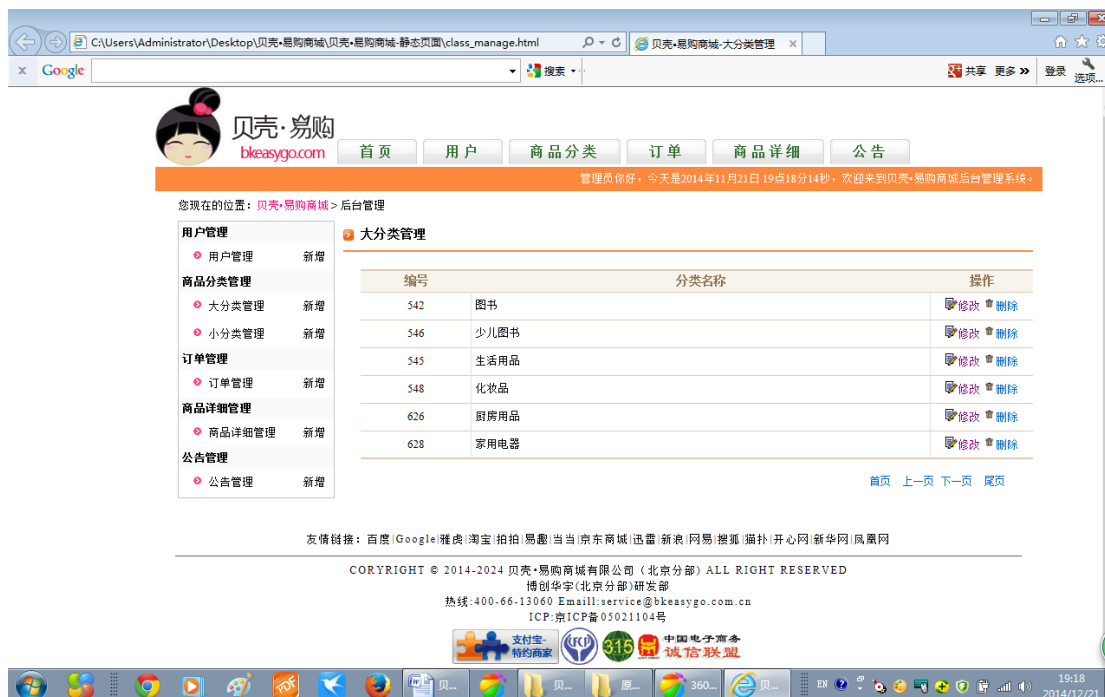 C:\Users\Administrator\Desktop\贝壳•易购商城\贝壳•易购商城-静态页面\class_manage.html
贝壳•易购商城-大分类管理
x Google 搜索 共享 更多 » 登录 选项...
贝壳·易购
bkeasygo.com
首页 用户 商品分类 订单 商品详细 公告
管理员你好，今天是2014年11月21日 19点18分14秒，欢迎来到贝壳•易购商城后台管理系统。
您现在的位置：贝壳•易购商城 > 后台管理
用户管理
用户管理 新增
商品分类管理
大分类管理 新增
小分类管理 新增
订单管理
订单管理 新增
商品详细管理
商品详细管理 新增
公告管理
公告管理 新增
大分类管理
编号 分类名称 操作
542 图书 修改 删除
546 少儿图书 修改 删除
545 生活用品 修改 删除
548 化妆品 修改 删除
626 厨房用品 修改 删除
628 家用电器 修改 删除
首页 上一页 下一页 尾页
友情链接：百度|Google|雅虎|淘宝|拍拍|易趣|当当|京东商城|迅雷|新浪|网易|搜狐|猫扑|开心网|新华网|凤凰网
CORYRIGHT © 2014-2024 贝壳•易购商城有限公司（北京分部）ALL RIGHT RESERVED
博创华宇(北京分部)研发部
热线:400-66-13060 Emaill:service@bkeasygo.com.cn
ICP:京ICP备05021104号
支付宝-
特约商家
315
中国电子商务
诚信联盟
贝... 贝... 原... 360... 贝... EN 19:18
2014/12/21